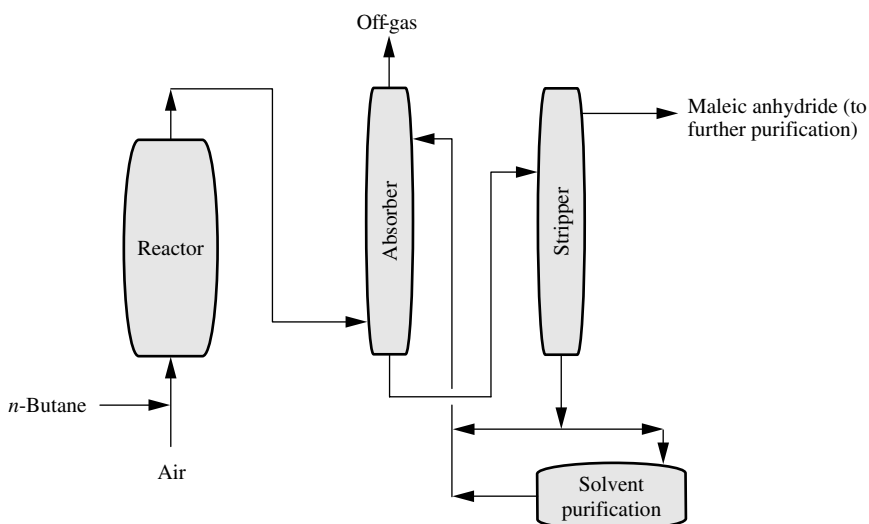 Off-gas
Maleic anhydride (to
further purification)
Reactor
Absorber
Stripper
n-Butane
Air
Solvent
purification